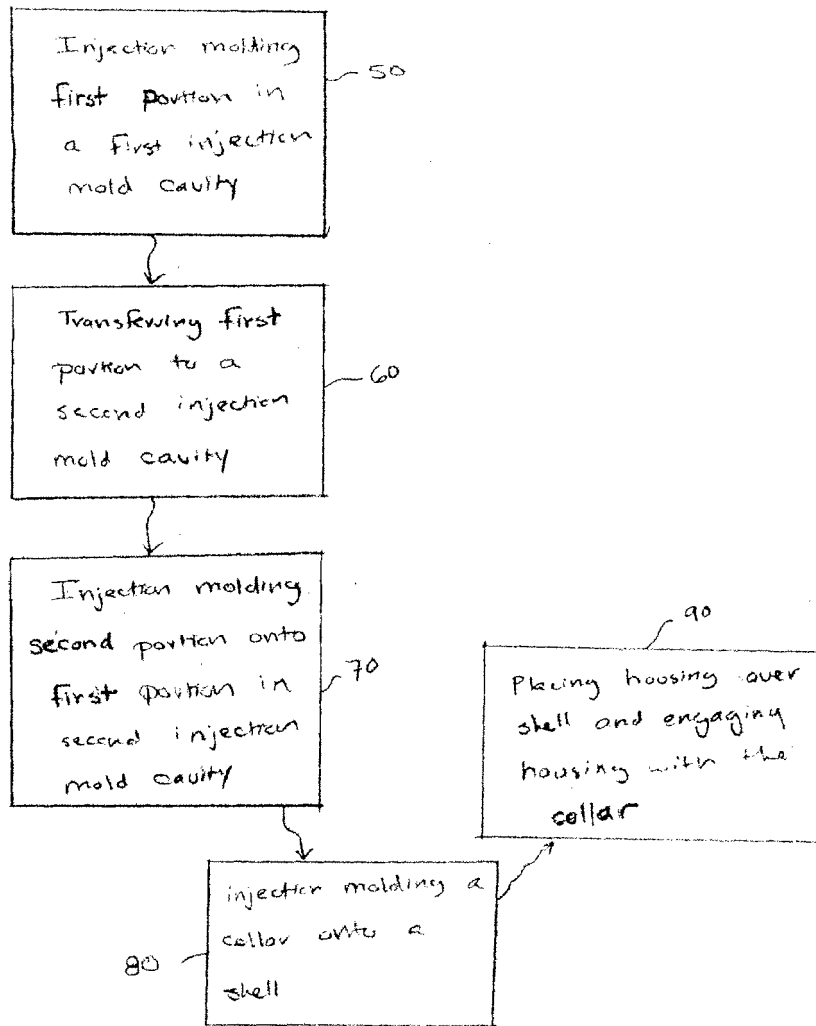 Injection molding
first portion in
a first injection
mold cavity
50
Transferring first
portion to a
second injection
mold cavity
60
Injection molding
second portion onto
first portion in
second injection
mold cavity
70
injection molding a
collar onto a
shell
80
90
Placing housing over
shell and engaging
housing with the
collar